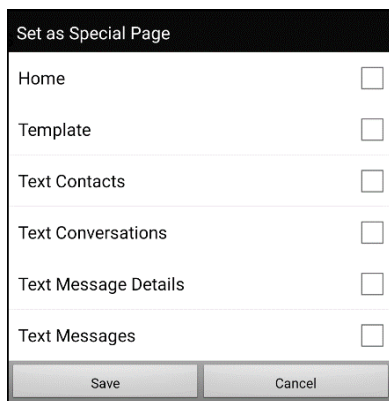 Set as Special Page
Home
Template
Text Contacts
Text Conversations
Text Message Details
Text Messages
Save Cancel